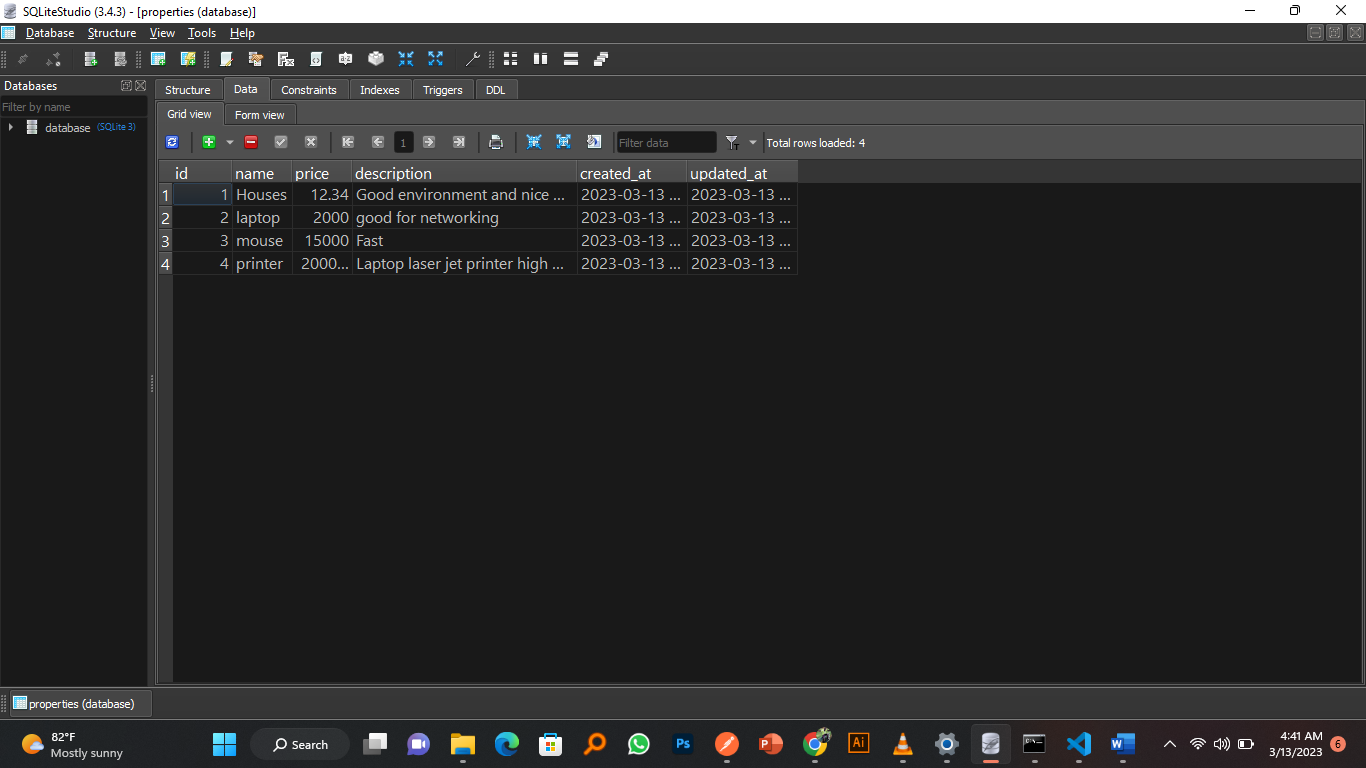 SQLiteStudio (3.4.3) - [properties (database)]
Database Structure View Tools Help
Databases
Filter by name
database (SQLite 3)
Structure Data Constraints Indexes Triggers DDL
Grid view Form view
1 Filter data Total rows loaded: 4
id name price description created_at updated_at
1 1 Houses 12.34 Good environment and nice ... 2023-03-13 ... 2023-03-13 ...
2 2 laptop 2000 good for networking 2023-03-13 ... 2023-03-13 ...
3 3 mouse 15000 Fast 2023-03-13 ... 2023-03-13 ...
4 4 printer 2000... Laptop laser jet printer high ... 2023-03-13 ... 2023-03-13 ...
properties (database)
82°F
Mostly sunny
Search
Ps
P
Ai
W
4:41 AM
3/13/2023
6